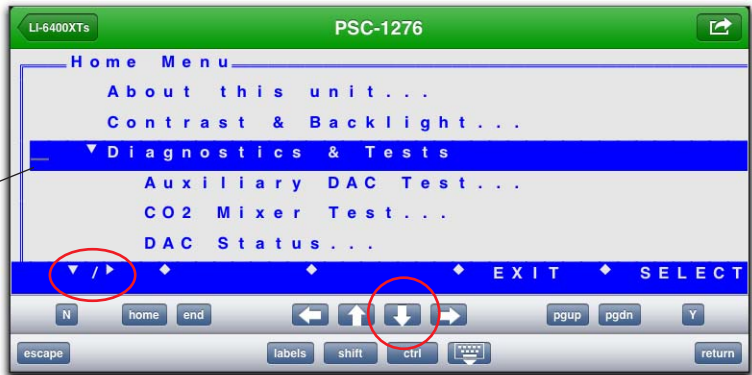 LI-6400XTs PSC-1276
Home Menu
About this unit...
Contrast & Backlight...
▼Diagnostics & Tests
Auxiliary DAC Test...
CO2 Mixer Test...
DAC Status...
▼/▶ ◆ ◆ ◆ EXIT ◆ SELECT
N home end pgup pgdn Y
escape labels shift ctrl return